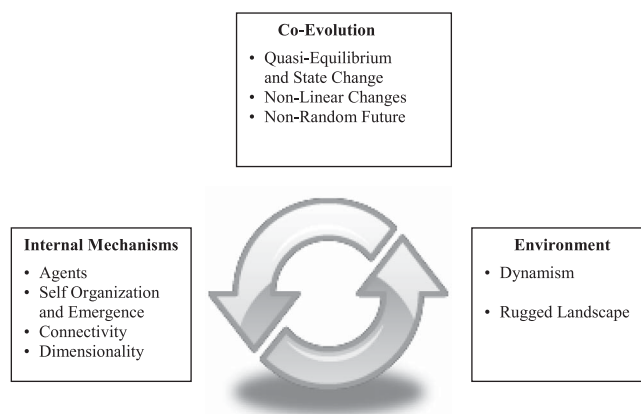 Co-Evolution
• Quasi-Equilibrium
and State Change
• Non-Linear Changes
• Non-Random Future
Internal Mechanisms
• Agents
• Self Organization
and Emergence
• Connectivity
• Dimensionality
Environment
• Dynamism
• Rugged Landscape